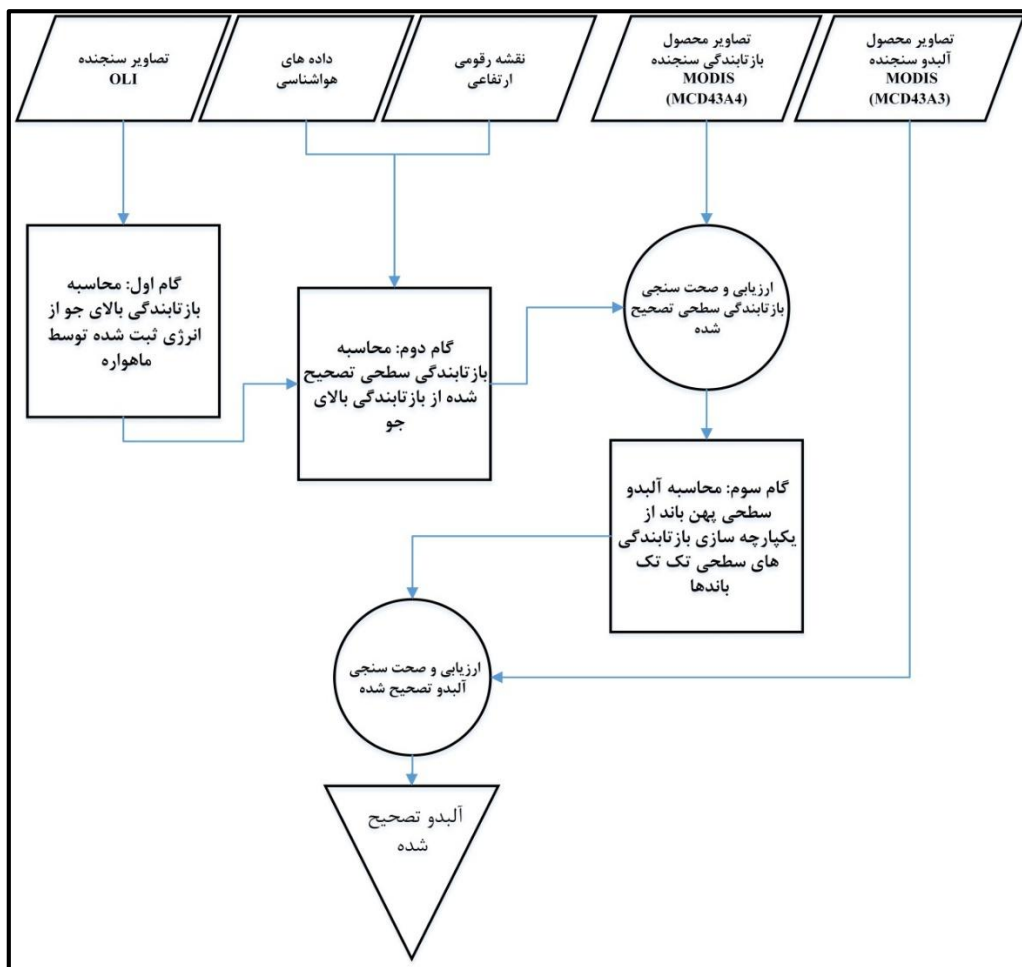 تصاویر محصول
آلبدو سنجنده
MODIS
(MCD43A3)
تصاویر محصول
بازتابندگی سنجنده
MODIS
(MCD43A4)
نقشه رقومی
ارتفاعی
داده های
هواشناسی
تصاویر سنجنده
OLI
گام اول: محاسبه
بازتابندگی بالای جو از
انرژی ثبت شده توسط
ماهواره
گام دوم: محاسبه
بازتابندگی سطحی تصحیح
شده از بازتابندگی بالای
جو
ارزیابی و صحت سنجی
بازتابندگی سطحی تصحیح
شده
گام سوم: محاسبه آلبدو
سطحی پهن باند از
یکپارچه سازی بازتابندگی
های سطحی تک تک
باندها
ارزیابی و صحت سنجی
آلبدو تصحیح شده
آلبدو تصحیح
شده